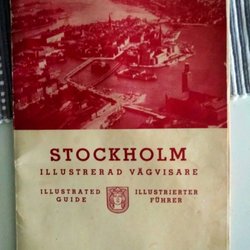 STOCKHOLM
ILLUSTRERAD VÄGVISARE
ILLUSTRATED ILLUSTRIERTER
GUIDE FÜHRER